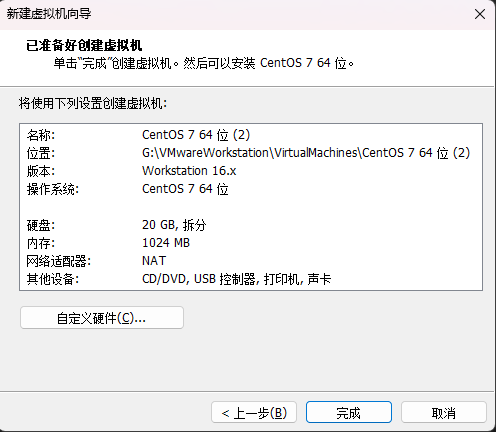 新建虚拟机向导
已准备好创建虚拟机
单击“完成”创建虚拟机。然后可以安装 CentOS 7 64 位。
将使用下列设置创建虚拟机:
名称: CentOS 7 64 位 (2)
位置: G:\VMwareWorkstation\VirtualMachines\CentOS 7 64 位 (2)
版本: Workstation 16.x
操作系统: CentOS 7 64 位
硬盘: 20 GB, 拆分
内存: 1024 MB
网络适配器: NAT
其他设备: CD/DVD, USB 控制器, 打印机, 声卡
自定义硬件(C)...
< 上一步(B) 完成 取消